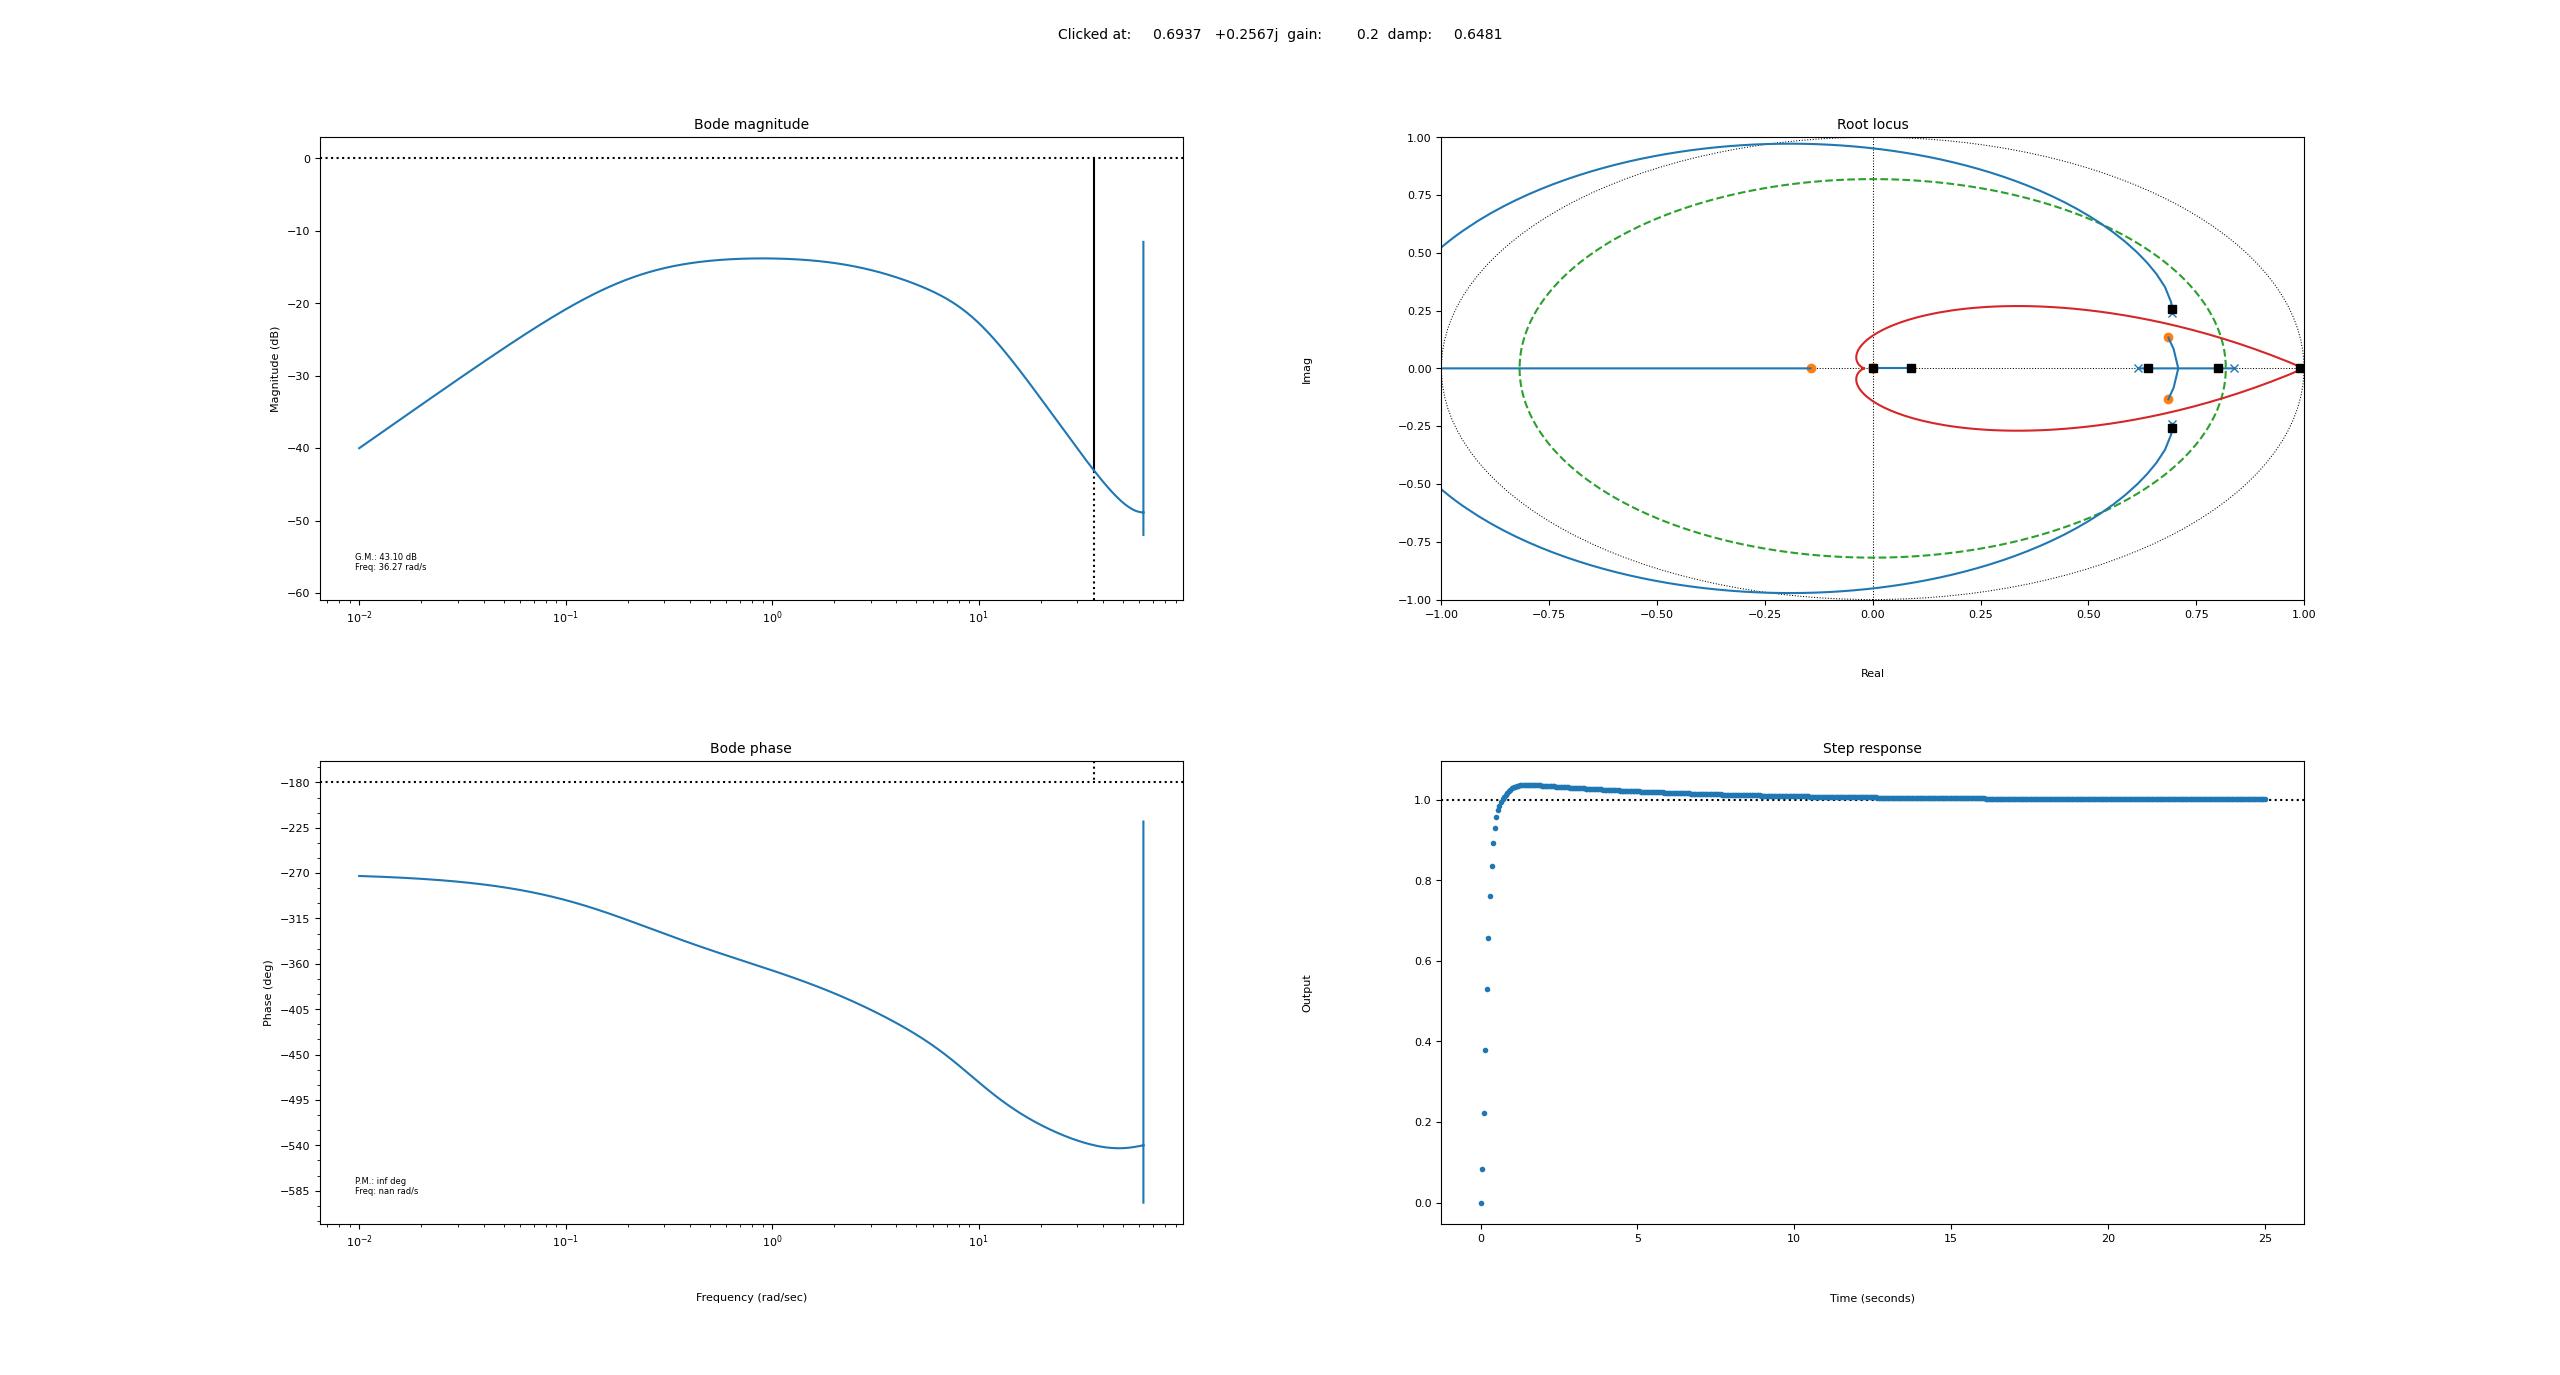 Clicked at: 0.6937 +0.2567j gain: 0.2 damp: 0.6481
Bode magnitude
Magnitude (dB)
0
−10
−20
−30
−40
−50
−60
G.M.: 43.10 dB
Freq: 36.27 rad/s
10⁻² 10⁻¹ 10⁰ 10¹
Root locus
Imag
1.00
0.75
0.50
0.25
0.00
−0.25
−0.50
−0.75
−1.00
−1.00 −0.75 −0.50 −0.25 0.00 0.25 0.50 0.75 1.00
Real
Bode phase
Phase (deg)
−180
−225
−270
−315
−360
−405
−450
−495
−540
−585
P.M.: inf deg
Freq: nan rad/s
10⁻² 10⁻¹ 10⁰ 10¹
Frequency (rad/sec)
Step response
Output
1.0
0.8
0.6
0.4
0.2
0.0
0 5 10 15 20 25
Time (seconds)